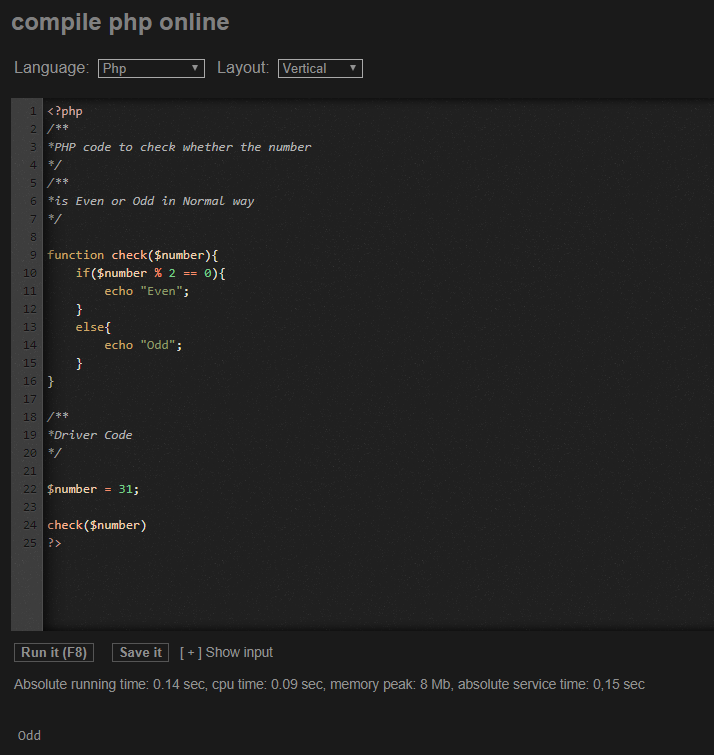 compile php online
Language: Php Layout: Vertical
1 <?php
2 /**
3 *PHP code to check whether the number
4 */
5 /**
6 *is Even or Odd in Normal way
7 */
8
9 function check($number){
10     if($number % 2 == 0){
11         echo "Even";
12     }
13     else{
14         echo "Odd";
15     }
16 }
17
18 /**
19 *Driver Code
20 */
21
22 $number = 31;
23
24 check($number)
25 ?>
Run it (F8) Save it [ + ] Show input
Absolute running time: 0.14 sec, cpu time: 0.09 sec, memory peak: 8 Mb, absolute service time: 0,15 sec
Odd